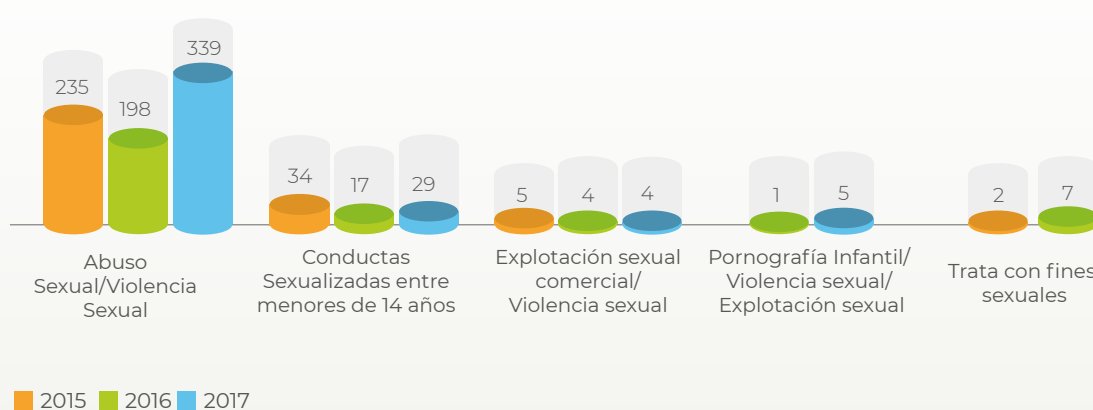 339
235
198
34
17
29
5
4
4
1
5
2
7
Abuso
Sexual/Violencia
Sexual
Conductas
Sexualizadas entre
menores de 14 años
Explotación sexual
comercial/
Violencia sexual
Pornografía Infantil/
Violencia sexual/
Explotación sexual
Trata con fines
sexuales
2015 2016 2017